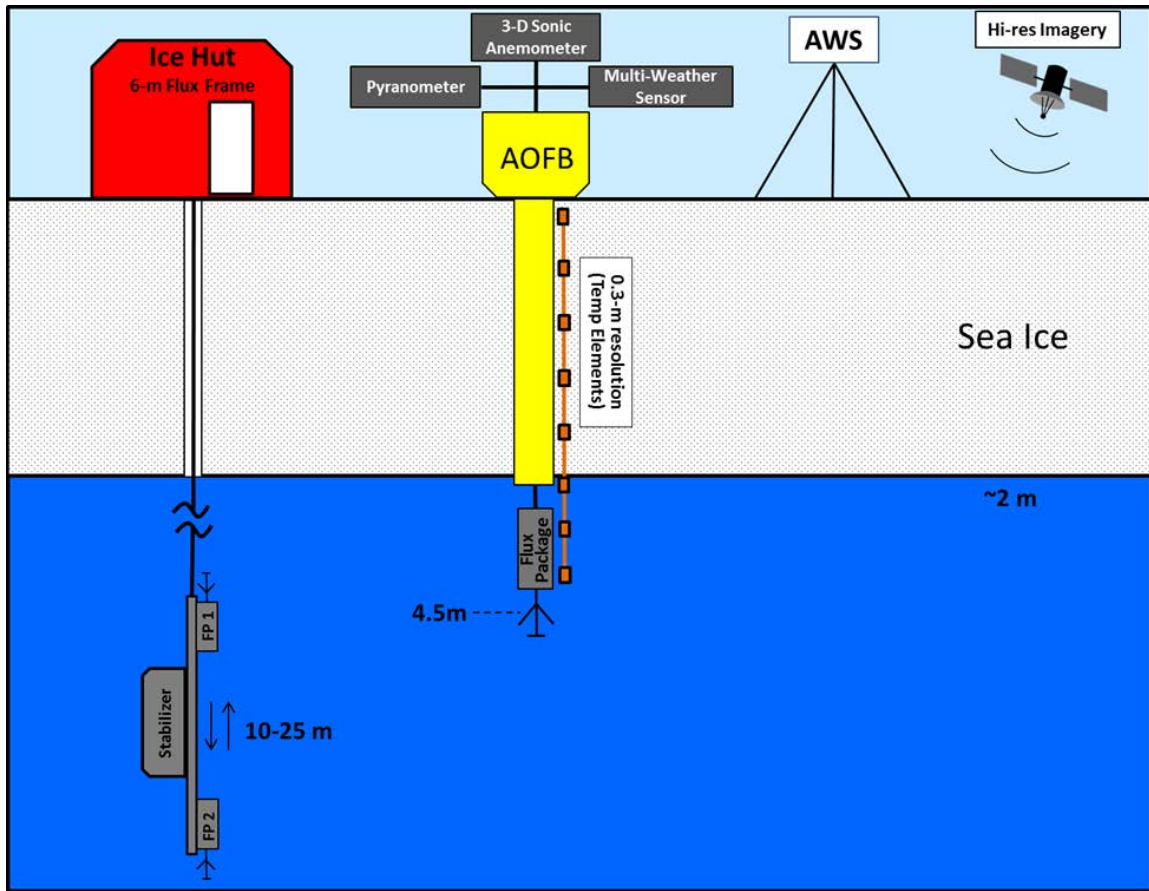 Ice Hut
6-m Flux Frame
3-D Sonic
Anemometer
Pyranometer
Multi-Weather
Sensor
AOFB
AWS
Hi-res Imagery
0.3-m resolution
(Temp Elements)
Sea Ice
~2 m
Flux
Package
4.5m
FP 1
Stabilizer
10-25 m
FP 2